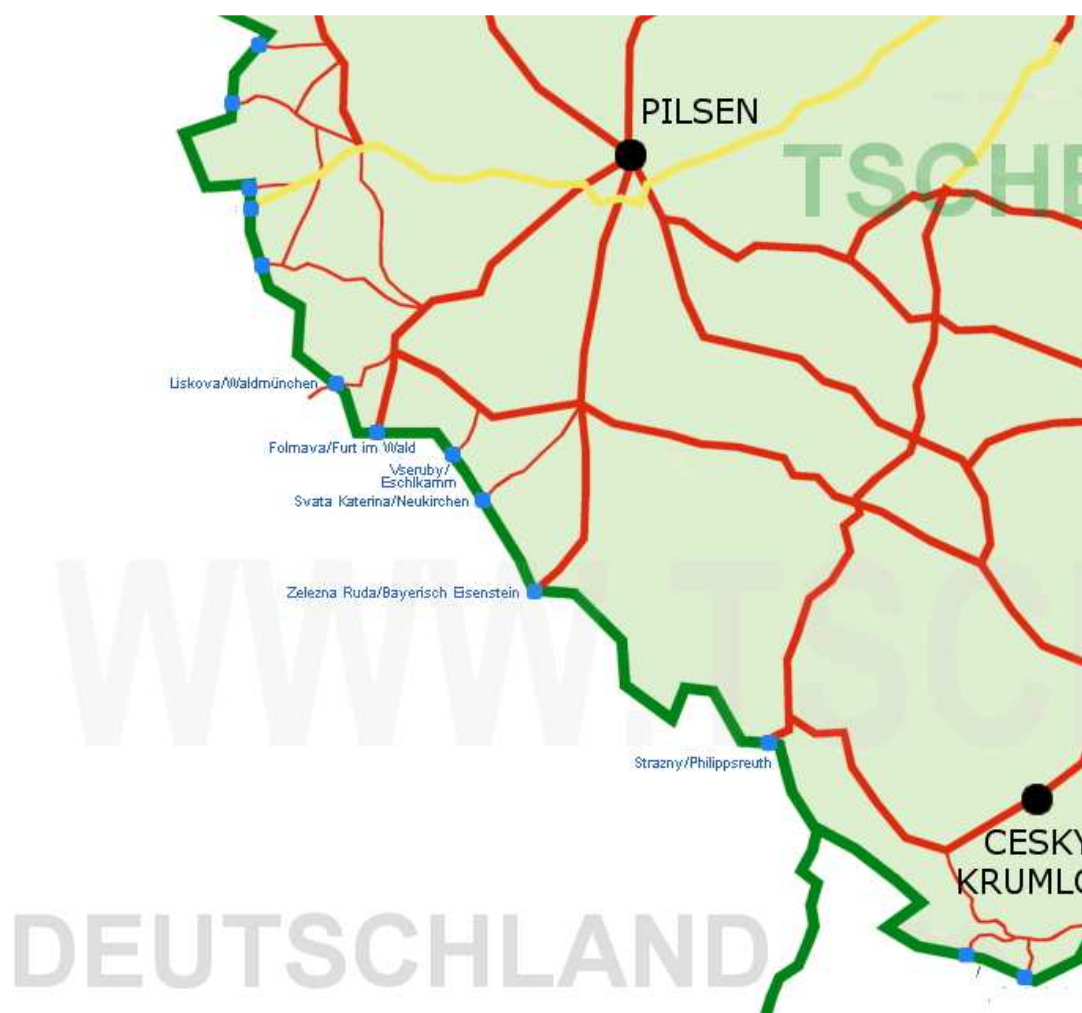 PILSEN
TSCHE
Liskova/Waldmünchen
Folmava/Furt im Wald
Vseruby/
Eschlkamm
Svata Katerina/Neukirchen
WWW.TSC
Zelezna Ruda/Bayerisch Eisenstein
Strazny/Philippsreuth
CESKY
KRUMLO
DEUTSCHLAND